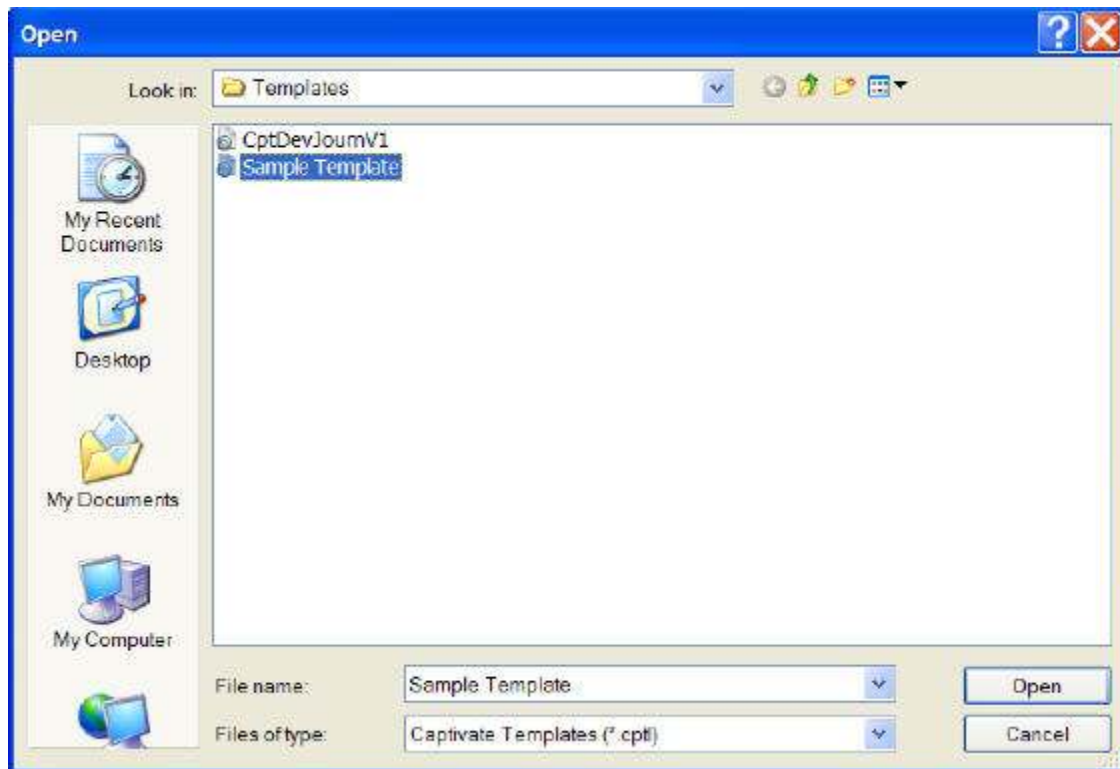 Open
Look in:
Templates
CptDevJournV1
Sample Template
My Recent
Documents
Desktop
My Documents
My Computer
File name:
Sample Template
Open
Files of type:
Captivate Templates (*.cptl)
Cancel